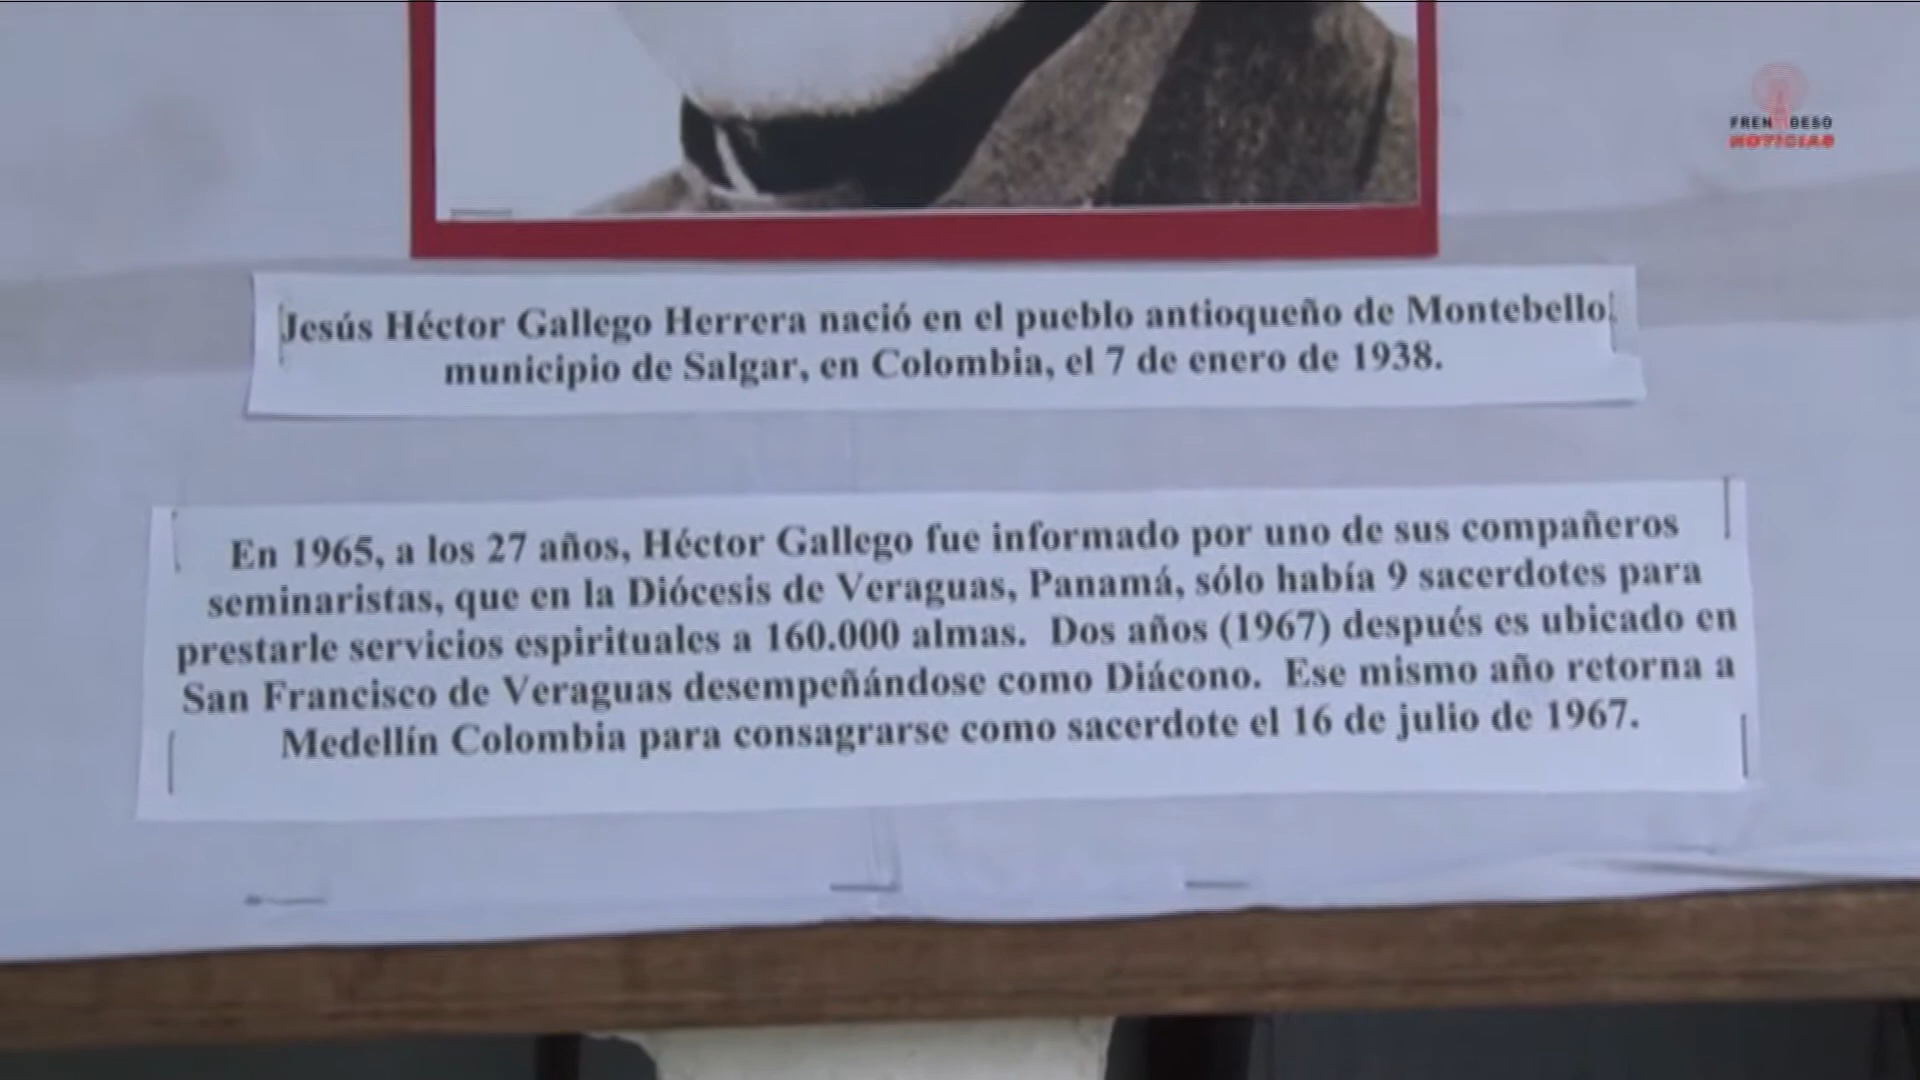 FRENTDESO
NOTICIAS
Jesús Héctor Gallego Herrera nació en el pueblo antioqueño de Montebello,
municipio de Salgar, en Colombia, el 7 de enero de 1938.
En 1965, a los 27 años, Héctor Gallego fue informado por uno de sus compañeros
seminaristas, que en la Diócesis de Veraguas, Panamá, sólo había 9 sacerdotes para
prestarle servicios espirituales a 160.000 almas. Dos años (1967) después es ubicado en
San Francisco de Veraguas desempeñándose como Diácono. Ese mismo año retorna a
Medellín Colombia para consagrarse como sacerdote el 16 de julio de 1967.